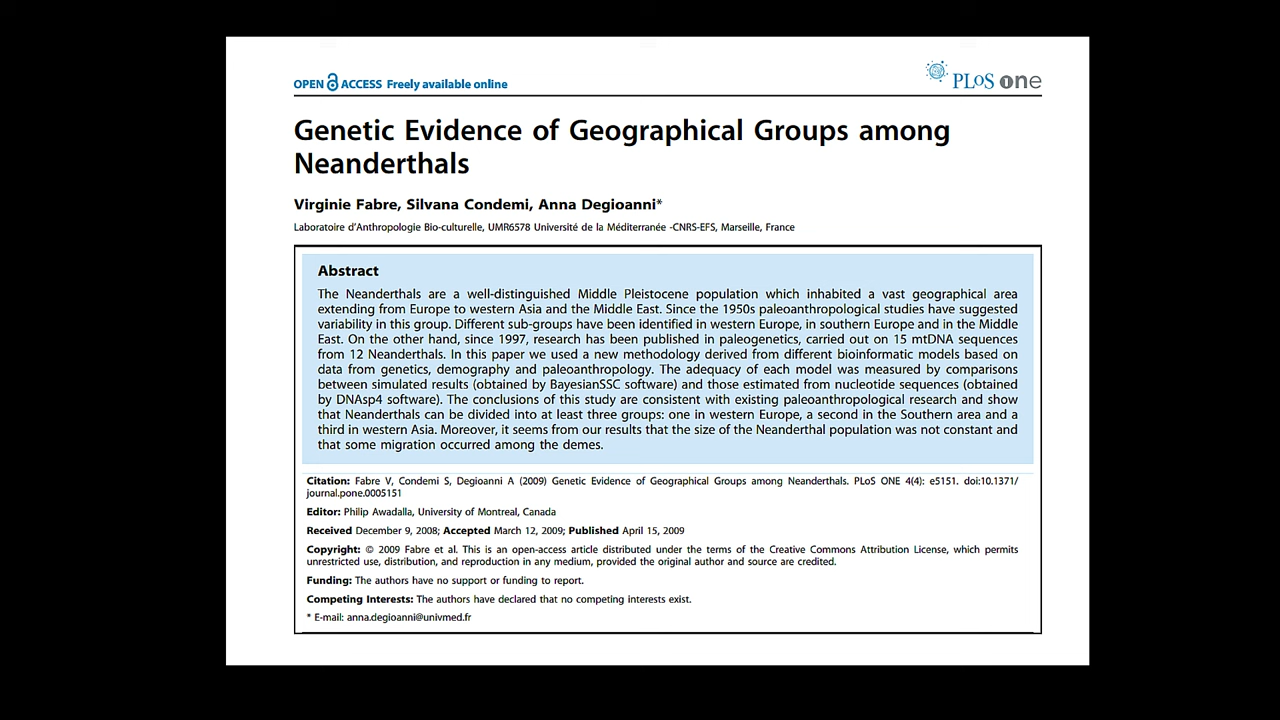 OPEN ACCESS Freely available online
PLoS one
Genetic Evidence of Geographical Groups among
Neanderthals
Virginie Fabre, Silvana Condemi, Anna Degioanni*
Laboratoire d'Anthropologie Bio-culturelle, UMR6578 Université de la Méditerranée -CNRS-EFS, Marseille, France
Abstract
The Neanderthals are a well-distinguished Middle Pleistocene population which inhabited a vast geographical area
extending from Europe to western Asia and the Middle East. Since the 1950s paleoanthropological studies have suggested
variability in this group. Different sub-groups have been identified in western Europe, in southern Europe and in the Middle
East. On the other hand, since 1997, research has been published in paleogenetics, carried out on 15 mtDNA sequences
from 12 Neanderthals. In this paper we used a new methodology derived from different bioinformatic models based on
data from genetics, demography and paleoanthropology. The adequacy of each model was measured by comparisons
between simulated results (obtained by BayesianSSC software) and those estimated from nucleotide sequences (obtained
by DNAsp4 software). The conclusions of this study are consistent with existing paleoanthropological research and show
that Neanderthals can be divided into at least three groups: one in western Europe, a second in the Southern area and a
third in western Asia. Moreover, it seems from our results that the size of the Neanderthal population was not constant and
that some migration occurred among the demes.
Citation: Fabre V, Condemi S, Degioanni A (2009) Genetic Evidence of Geographical Groups among Neanderthals. PLoS ONE 4(4): e5151. doi:10.1371/
journal.pone.0005151
Editor: Philip Awadalla, University of Montreal, Canada
Received December 9, 2008; Accepted March 12, 2009; Published April 15, 2009
Copyright: © 2009 Fabre et al. This is an open-access article distributed under the terms of the Creative Commons Attribution License, which permits
unrestricted use, distribution, and reproduction in any medium, provided the original author and source are credited.
Funding: The authors have no support or funding to report.
Competing Interests: The authors have declared that no competing interests exist.
* E-mail: anna.degioanni@univmed.fr